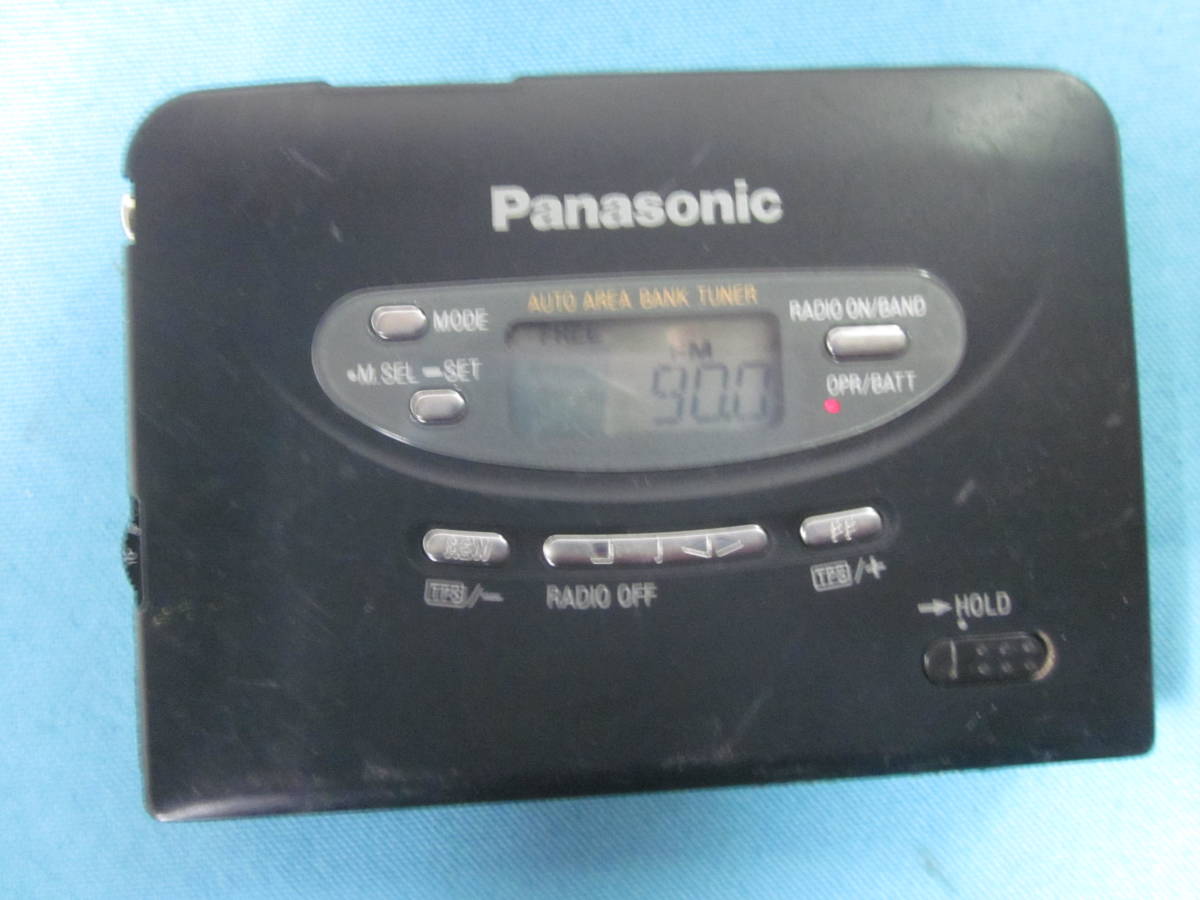 Panasonic
AUTO AREA BANK TUNER
MODE
RADIO ON/BAND
FREE
FM
•M.SEL —SET
90.0
OPR/BATT
REW
FF
TPS/−
RADIO OFF
TPS/+
➡HOLD